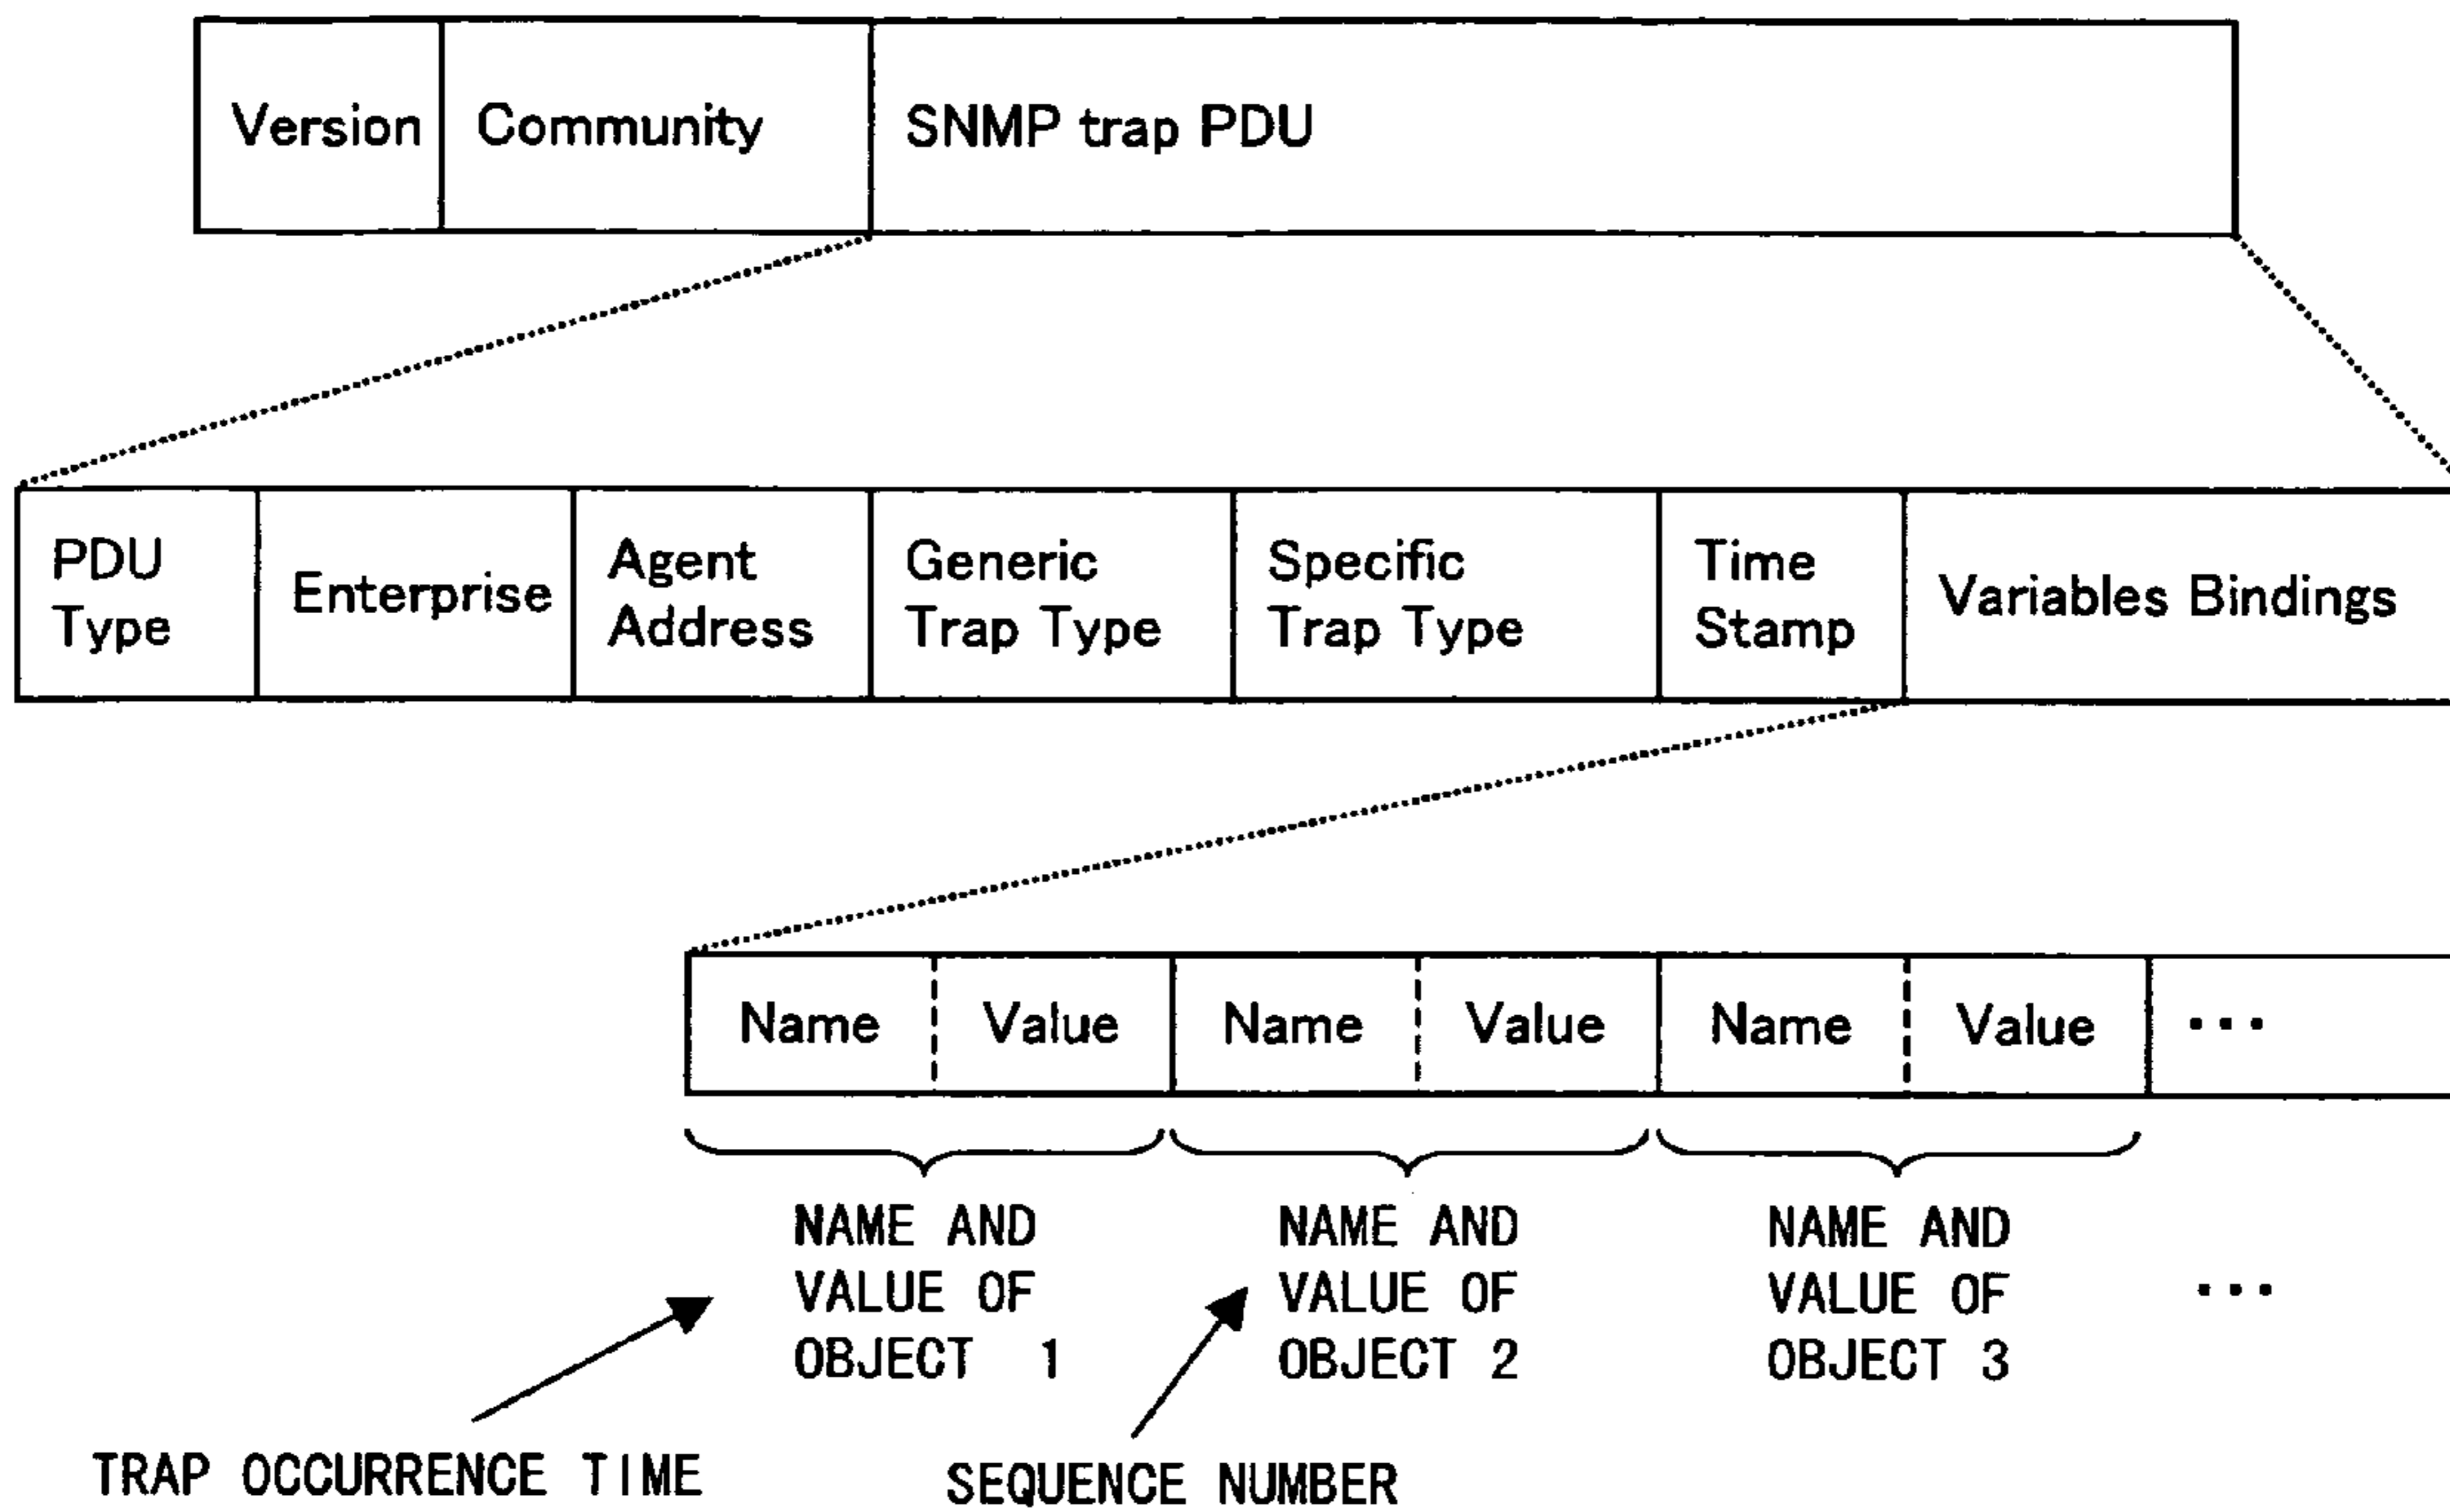 Version Community SNMP trap PDU
PDU Type
Enterprise
Agent Address
Generic Trap Type
Specific Trap Type
Time Stamp
Variables Bindings
Name Value Name Value Name Value ...
NAME AND
VALUE OF
OBJECT 1
NAME AND
VALUE OF
OBJECT 2
NAME AND
VALUE OF
OBJECT 3
...
TRAP OCCURRENCE TIME
SEQUENCE NUMBER